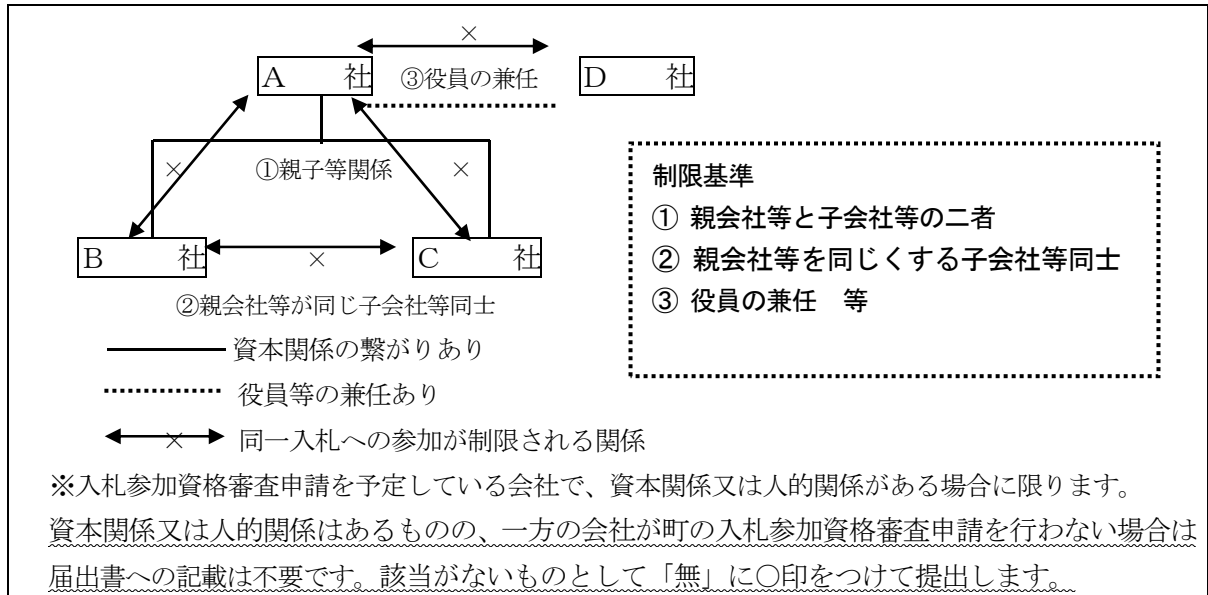 ×
A　　社　③役員の兼任　D　　社
×　①親子等関係　×
制限基準
① 親会社等と子会社等の二者
② 親会社等を同じくする子会社等同士
③ 役員の兼任　等
B　　社　×　C　　社
②親会社等が同じ子会社等同士
資本関係の繋がりあり
役員等の兼任あり
× 同一入札への参加が制限される関係
※入札参加資格審査申請を予定している会社で、資本関係又は人的関係がある場合に限ります。
資本関係又は人的関係はあるものの、一方の会社が町の入札参加資格審査申請を行わない場合は
届出書への記載は不要です。該当がないものとして「無」に○印をつけて提出します。